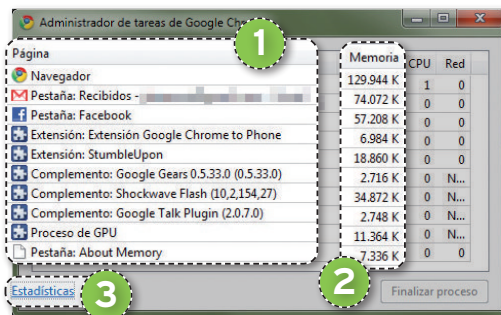 Administrador de tareas de Google Ch
1
Página Memoria CPU Red
Navegador 129.944 K 1 0
Pestaña: Recibidos - 74.072 K 0 0
Pestaña: Facebook 57.208 K 0 0
Extensión: Extensión Google Chrome to Phone 6.984 K 0 0
Extensión: StumbleUpon 18.860 K 0 0
Complemento: Google Gears 0.5.33.0 (0.5.33.0) 2.716 K 0 N...
Complemento: Shockwave Flash (10,2,154,27) 34.872 K 0 N...
Complemento: Google Talk Plugin (2.0.7.0) 2.748 K 0 N...
Proceso de GPU 11.364 K 0 N...
Pestaña: About Memory 7.336 K 0 0
Estadísticas 3 2 Finalizar proceso